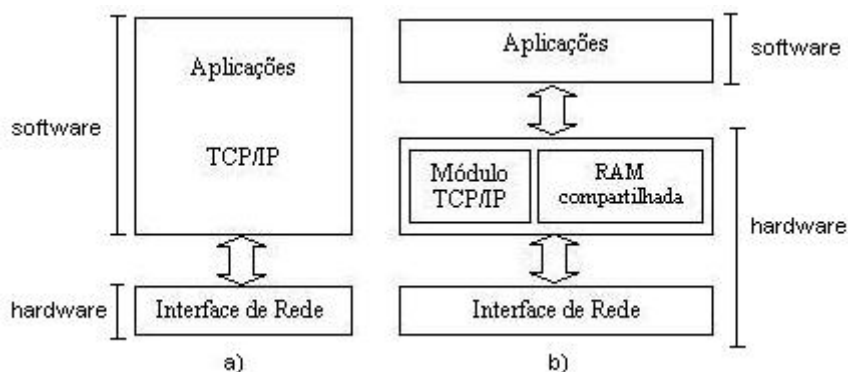 software
Aplicações
TCP/IP
hardware
Interface de Rede
a)
Aplicações
software
Módulo
TCP/IP
RAM
compartilhada
hardware
Interface de Rede
b)